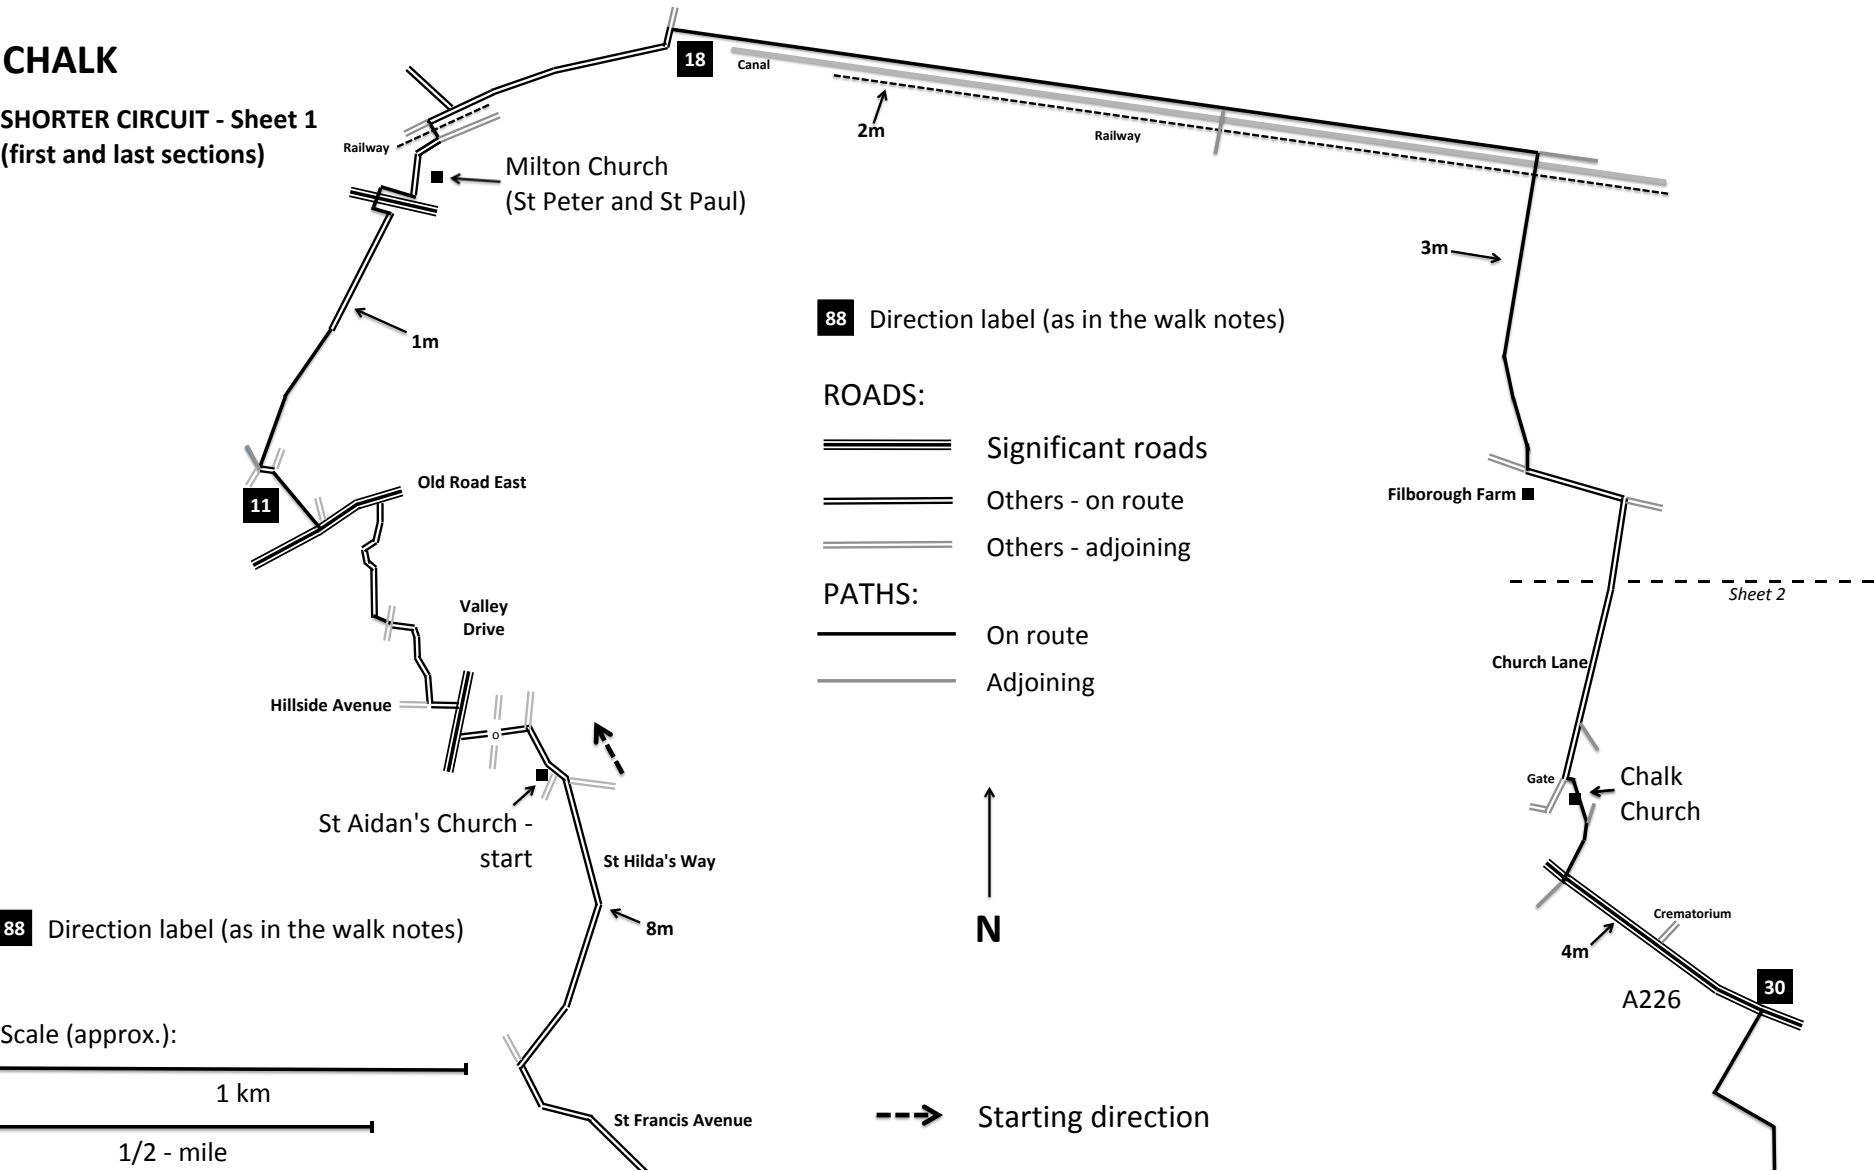 CHALK
SHORTER CIRCUIT - Sheet 1
(first and last sections)
18
Canal
2m
Railway
Railway
Milton Church
(St Peter and St Paul)
1m
3m
88 Direction label (as in the walk notes)
ROADS:
Significant roads
Others - on route
Others - adjoining
PATHS:
On route
Adjoining
Old Road East
11
Filborough Farm
Sheet 2
Valley
Drive
Hillside Avenue
o
Church Lane
St Aidan's Church -
start
St Hilda's Way
Gate
Chalk
Church
88 Direction label (as in the walk notes)
8m
N
Crematorium
4m
A226
30
Scale (approx.):
1 km
1/2 - mile
St Francis Avenue
Starting direction